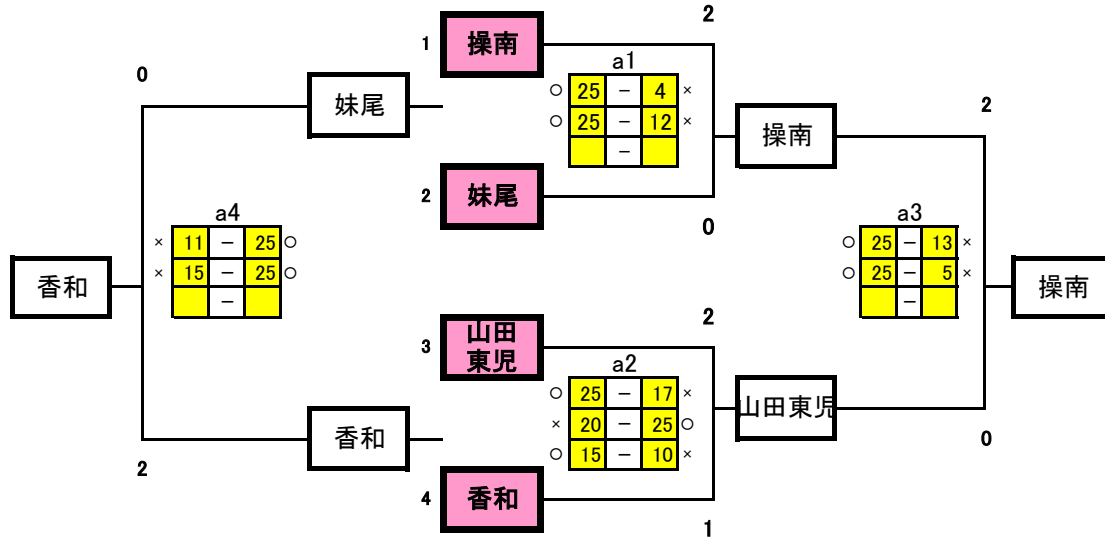 2
1 操南
a1
0
○ 25 － 4 ×
妹尾
○ 25 － 12 ×
2
操南
－
2 妹尾
a4
0
a3
× 11 － 25 ○
○ 25 － 13 ×
× 15 － 25 ○
○ 25 － 5 ×
香和
操南
－
－
2
3 山田
東児
a2
○ 25 － 17 ×
山田東児
× 20 － 25 ○
香和
0
○ 15 － 10 ×
2
4 香和
1